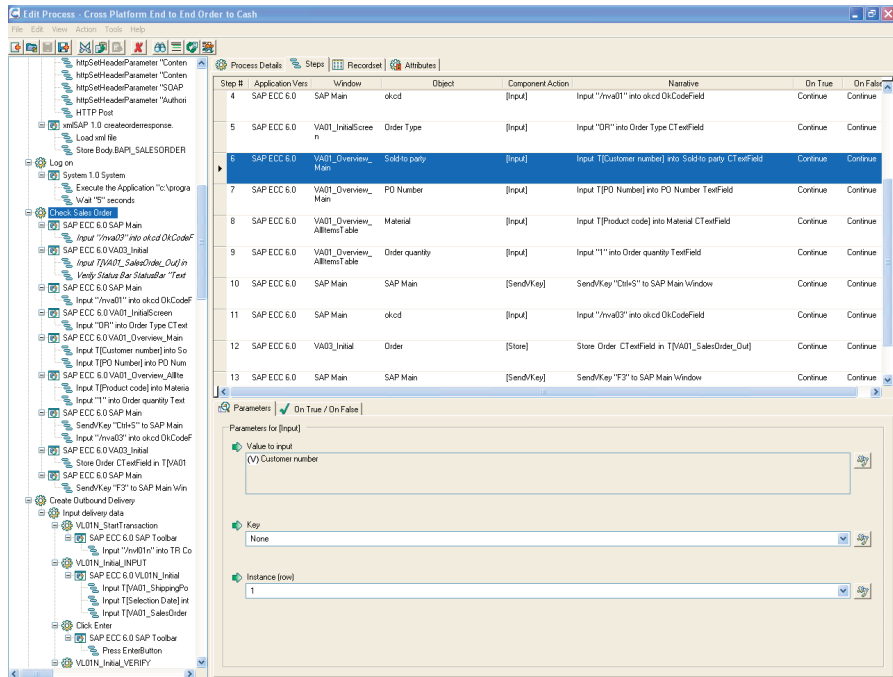 Edit Process - Cross Platform End to End Order to Cash
File Edit View Action Tools Help
httpSetHeaderParameter "Conten
httpSetHeaderParameter "Conten
httpSetHeaderParameter "SOAP
httpSetHeaderParameter "Authori
HTTP Post
xmlSAP 1.0 createorderresponse.
Load xml file
Store Body.BAPI_SALESORDER
Log on
System 1.0 System
Execute the Application "c:\progra
Wait "5" seconds
Check Sales Order
SAP ECC 6.0 SAP Main
Input "/nva03" into okcd OkCodeF
SAP ECC 6.0 VA03_Initial
Input T[VA01_SalesOrder_Out] in
Verify Status Bar StatusBar "Text
SAP ECC 6.0 SAP Main
Input "/nva01" into okcd OkCodeF
SAP ECC 6.0 VA01_InitialScreen
Input "OR" into Order Type CText
SAP ECC 6.0 VA01_Overview_Main
Input T[Customer number] into So
Input T[PO Number] into PO Num
SAP ECC 6.0 VA01_Overview_AllIte
Input T[Product code] into Materia
Input "1" into Order quantity Text
SAP ECC 6.0 SAP Main
SendVKey "Ctrl+S" to SAP Main
Input "/nva03" into okcd OkCodeF
SAP ECC 6.0 VA03_Initial
Store Order CTextField in T[VA01
SAP ECC 6.0 SAP Main
SendVKey "F3" to SAP Main Win
Create Outbound Delivery
Input delivery data
VL01N_StartTransaction
SAP ECC 6.0 SAP Toolbar
Input "/nvl01n" into TR Co
VL01N_Initial_INPUT
SAP ECC 6.0 VL01N_Initial
Input T[VA01_ShippingPo
Input T[Selection Date] int
Input T[VA01_SalesOrder
Click Enter
SAP ECC 6.0 SAP Toolbar
Press EnterButton
VL01N_Initial_VERIFY
Process Details Steps Recordset Attributes
Step # Application Vers Window Object Component Action Narrative On True On False
4 SAP ECC 6.0 SAP Main okcd [Input] Input "/nva01" into okcd OkCodeField Continue Continue
5 SAP ECC 6.0 VA01_InitialScree Order Type [Input] Input "OR" into Order Type CTextField Continue Continue
n
6 SAP ECC 6.0 VA01_Overview_ Sold-to party [Input] Input T[Customer number] into Sold-to party CTextField Continue Continue
Main
7 SAP ECC 6.0 VA01_Overview_ PO Number [Input] Input T[PO Number] into PO Number TextField Continue Continue
Main
8 SAP ECC 6.0 VA01_Overview_ Material [Input] Input T[Product code] into Material CTextField Continue Continue
AllItemsTable
9 SAP ECC 6.0 VA01_Overview_ Order quantity [Input] Input "1" into Order quantity TextField Continue Continue
AllItemsTable
10 SAP ECC 6.0 SAP Main SAP Main [SendVKey] SendVKey "Ctrl+S" to SAP Main Window Continue Continue
11 SAP ECC 6.0 SAP Main okcd [Input] Input "/nva03" into okcd OkCodeField Continue Continue
12 SAP ECC 6.0 VA03_Initial Order [Store] Store Order CTextField in T[VA01_SalesOrder_Out] Continue Continue
13 SAP ECC 6.0 SAP Main SAP Main [SendVKey] SendVKey "F3" to SAP Main Window Continue Continue
Parameters On True / On False
Parameters for [Input]
Value to input
(V) Customer number
Key
None
Instance (row)
1